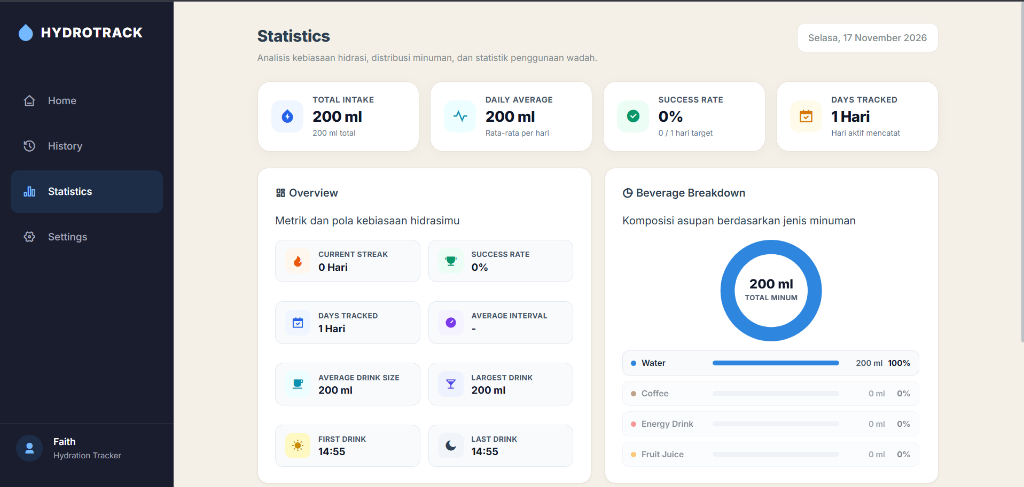 HYDROTRACK
Home
History
Statistics
Settings
Faith
Hydration Tracker
Statistics
Analisis kebiasaan hidrasi, distribusi minuman, dan statistik penggunaan wadah.
Selasa, 17 November 2026
TOTAL INTAKE
200 ml
200 ml total
DAILY AVERAGE
200 ml
Rata-rata per hari
SUCCESS RATE
0%
0 / 1 hari target
DAYS TRACKED
1 Hari
Hari aktif mencatat
Overview
Metrik dan pola kebiasaan hidrasimu
CURRENT STREAK
0 Hari
SUCCESS RATE
0%
DAYS TRACKED
1 Hari
AVERAGE INTERVAL
-
AVERAGE DRINK SIZE
200 ml
LARGEST DRINK
200 ml
FIRST DRINK
14:55
LAST DRINK
14:55
Beverage Breakdown
Komposisi asupan berdasarkan jenis minuman
200 ml
TOTAL MINUM
Water 200 ml 100%
Coffee 0 ml 0%
Energy Drink 0 ml 0%
Fruit Juice 0 ml 0%